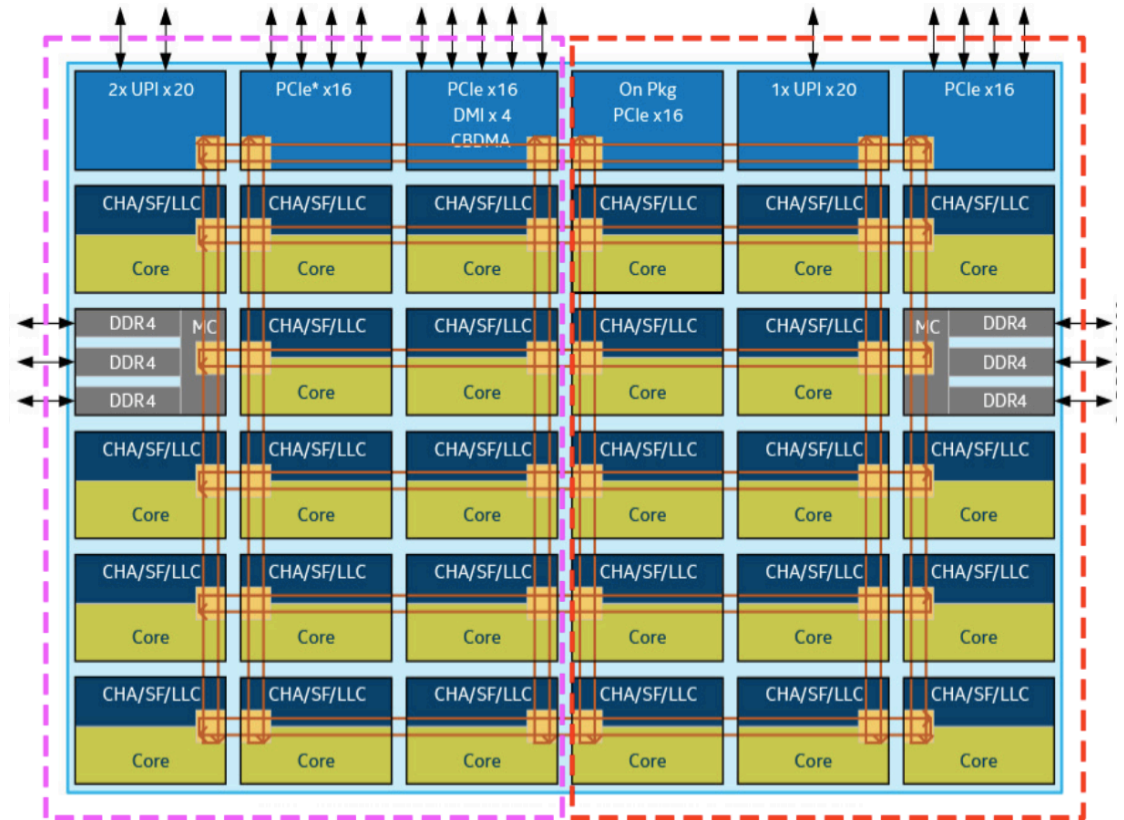 2x UPI x20
PCIe* x16
PCIe x16
DMI x 4
CBDMA
On Pkg
PCIe x16
1x UPI x20
PCIe x16
CHA/SF/LLC
Core
CHA/SF/LLC
Core
CHA/SF/LLC
Core
CHA/SF/LLC
Core
CHA/SF/LLC
Core
CHA/SF/LLC
Core
DDR4
DDR4
DDR4
MC
CHA/SF/LLC
Core
CHA/SF/LLC
Core
CHA/SF/LLC
Core
CHA/SF/LLC
Core
MC
DDR4
DDR4
DDR4
CHA/SF/LLC
Core
CHA/SF/LLC
Core
CHA/SF/LLC
Core
CHA/SF/LLC
Core
CHA/SF/LLC
Core
CHA/SF/LLC
Core
CHA/SF/LLC
Core
CHA/SF/LLC
Core
CHA/SF/LLC
Core
CHA/SF/LLC
Core
CHA/SF/LLC
Core
CHA/SF/LLC
Core
CHA/SF/LLC
Core
CHA/SF/LLC
Core
CHA/SF/LLC
Core
CHA/SF/LLC
Core
CHA/SF/LLC
Core
CHA/SF/LLC
Core